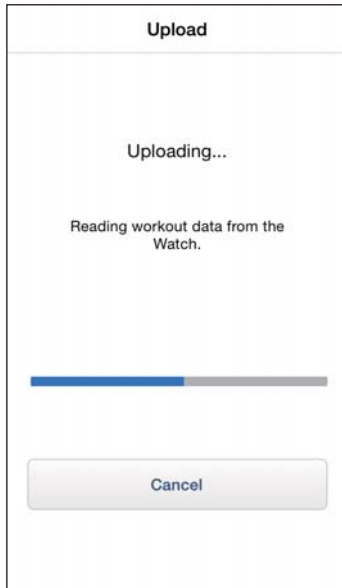 Upload
Uploading...
Reading workout data from the
Watch.
Cancel